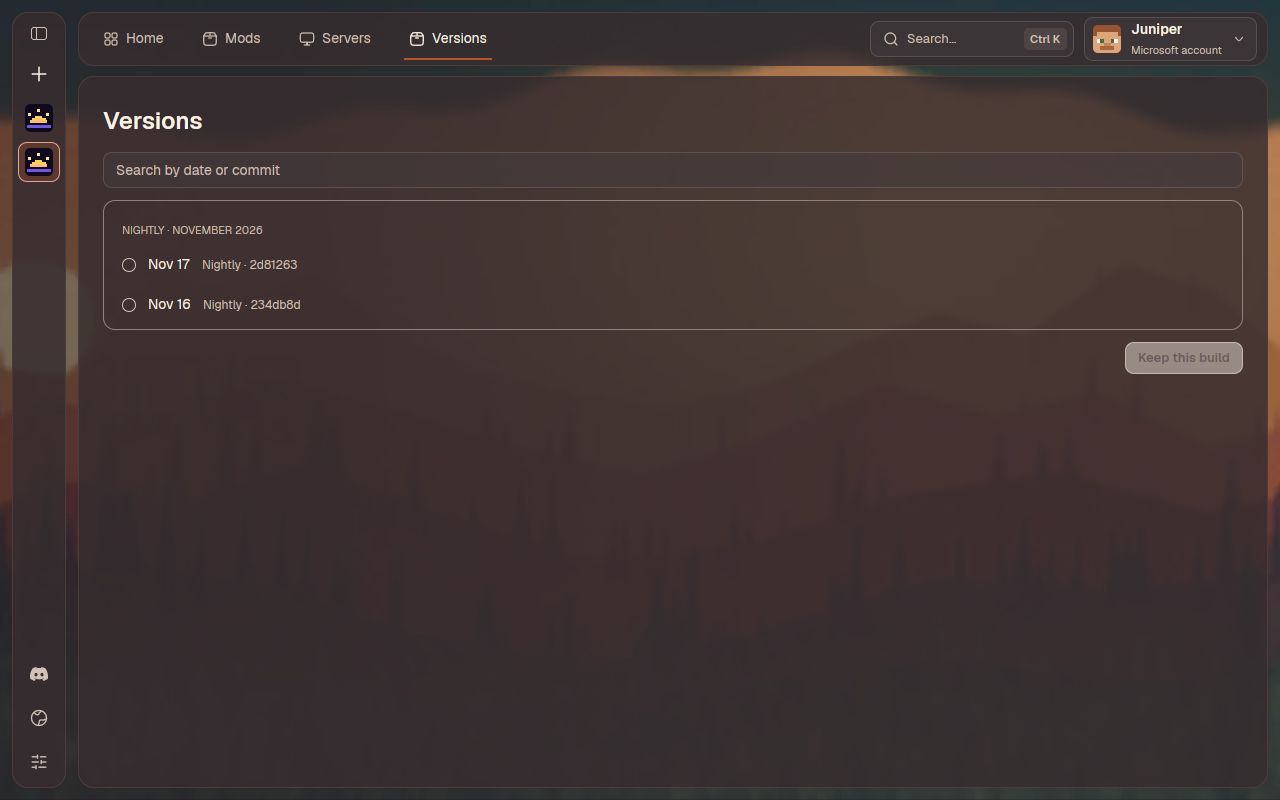 Home
Mods
Servers
Versions
Search...
Ctrl K
Juniper
Microsoft account
Versions
Search by date or commit
NIGHTLY · NOVEMBER 2026
Nov 17 Nightly · 2d81263
Nov 16 Nightly · 234db8d
Keep this build